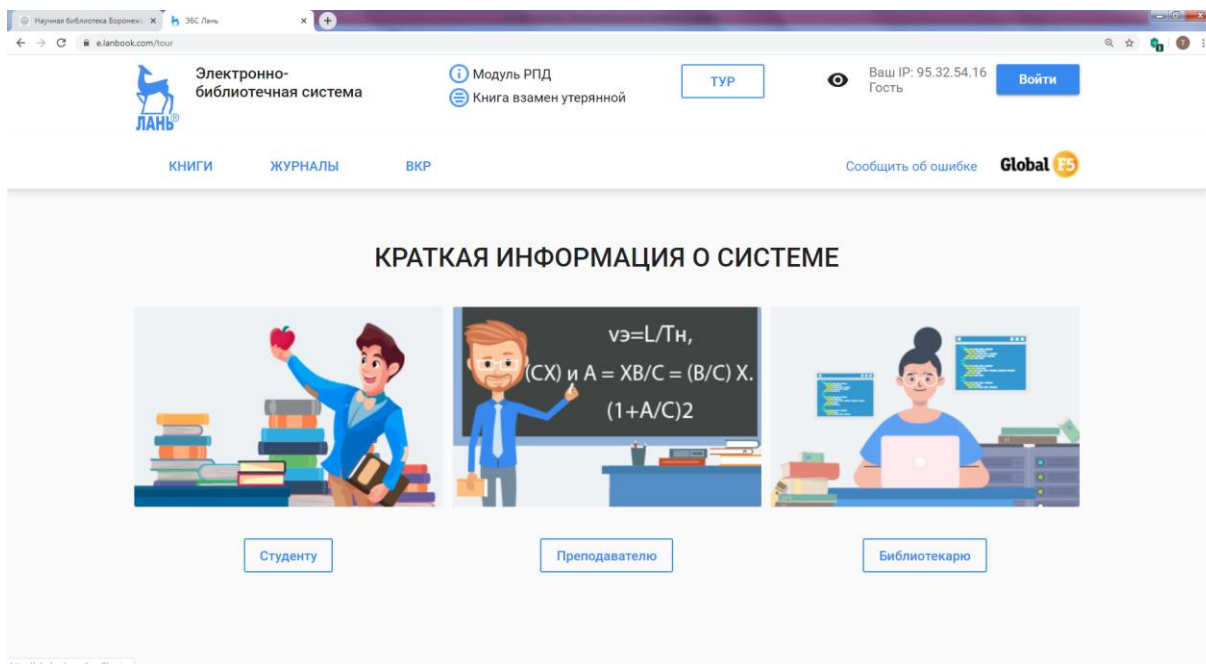 Научная библиотека Воронежс
ЭБС Лань
e.lanbook.com/tour
ЛАНЬ®
Электронно-
библиотечная система
Модуль РПД
Книга взамен утерянной
ТУР
Ваш IP: 95.32.54.16
Гость
Войти
КНИГИ
ЖУРНАЛЫ
ВКР
Сообщить об ошибке
Global F5
КРАТКАЯ ИНФОРМАЦИЯ О СИСТЕМЕ
vэ=L/Tн,
(CX) и A = XB/C = (B/C) X.
(1+A/C)2
Студенту
Преподавателю
Библиотекарю